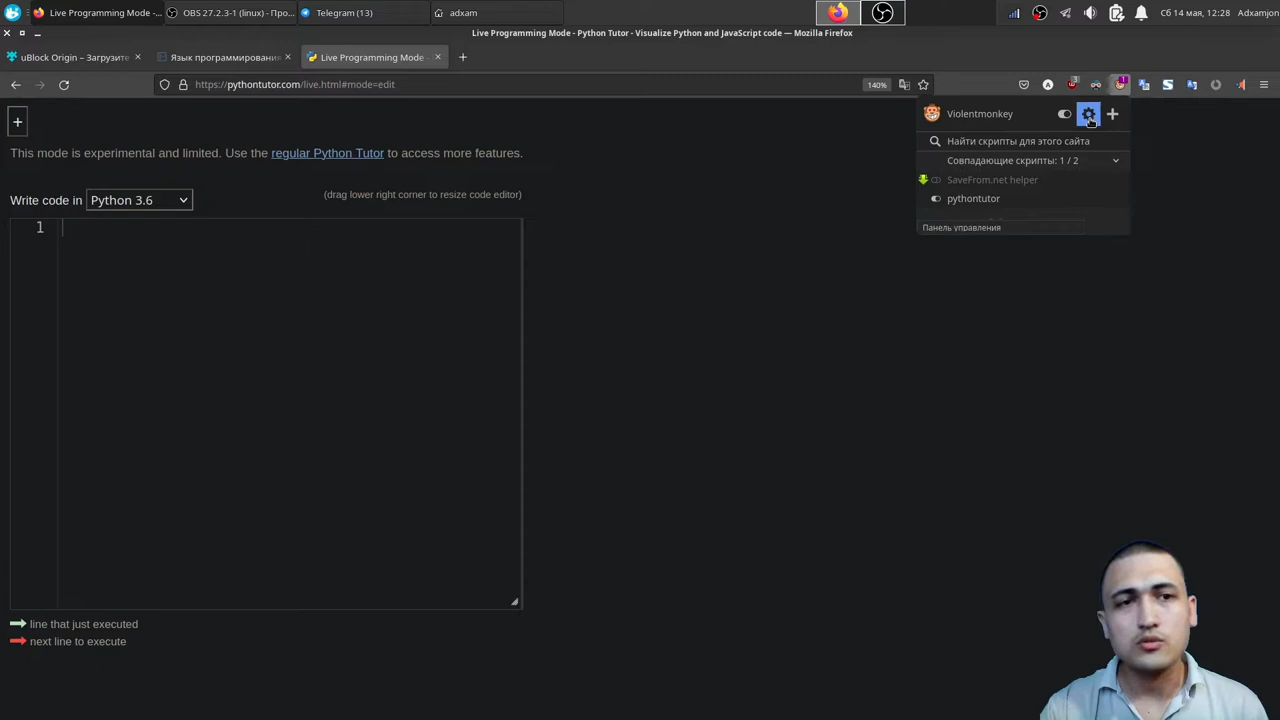 Live Programming Mode -...
OBS 27.2.3-1 (linux) - Про...
Telegram (13)
adxam
Сб 14 мая, 12:28
Adxamjon
Live Programming Mode - Python Tutor - Visualize Python and JavaScript code — Mozilla Firefox
uBlock Origin – Загрузите
Язык программирования
Live Programming Mode -
https://pythontutor.com/live.html#mode=edit
140%
Violentmonkey
This mode is experimental and limited. Use the regular Python Tutor to access more features.
Найти скрипты для этого сайта
Совпадающие скрипты: 1 / 2
SaveFrom.net helper
pythontutor
Панель управления
Write code in
Python 3.6
(drag lower right corner to resize code editor)
1
line that just executed
next line to execute